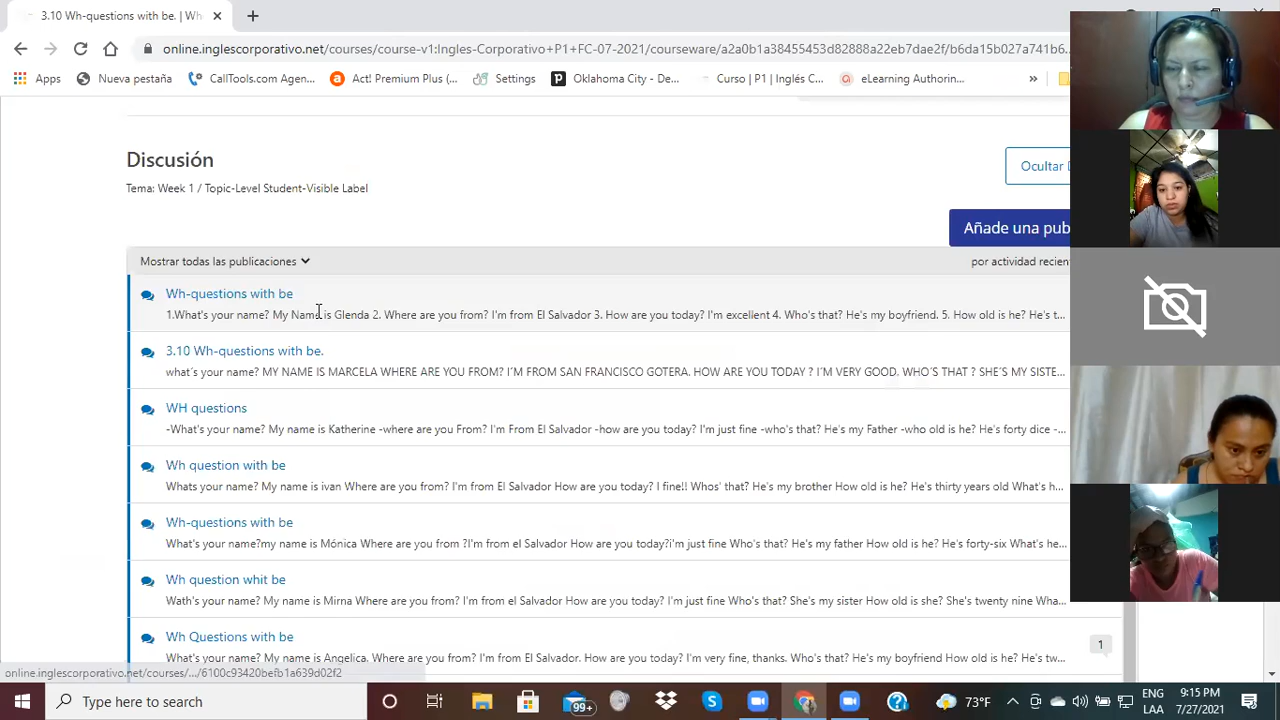 3.10 Wh-questions with be. | Wh
online.inglescorporativo.net/courses/course-v1:Ingles-Corporativo+P1+FC-07-2021/courseware/a2a0b1a38455453d82888a22eb7dae2f/b6da15b027a741b6...
Apps Nueva pestaña CallTools.com Agen... Act! Premium Plus (... Settings Oklahoma City - De... Curso | P1 | Inglés C... eLearning Authorin... »
Discusión
Ocultar
Tema: Week 1 / Topic-Level Student-Visible Label
Añade una pub
Mostrar todas las publicaciones
por actividad recien
Wh-questions with be
1.What's your name? My Name is Glenda 2. Where are you from? I'm from El Salvador 3. How are you today? I'm excellent 4. Who's that? He's my boyfriend. 5. How old is he? He's t...
3.10 Wh-questions with be.
what´s your name? MY NAME IS MARCELA WHERE ARE YOU FROM? I´M FROM SAN FRANCISCO GOTERA. HOW ARE YOU TODAY ? I´M VERY GOOD. WHO´S THAT ? SHE´S MY SISTE...
WH questions
-What's your name? My name is Katherine -where are you From? I'm From El Salvador -how are you today? I'm just fine -who's that? He's my Father -who old is he? He's forty dice -...
Wh question with be
Whats your name? My name is ivan Where are you from? I'm from El Salvador How are you today? I fine!! Whos' that? He's my brother How old is he? He's thirty years old What's h...
Wh-questions with be
What's your name?my name is Mónica Where are you from ?I'm from el Salvador How are you today?i'm just fine Who's that? He's my father How old is he? He's forty-six What's he...
Wh question whit be
Wath's your name? My name is Mirna Where are you from? I'm from el Salvador How are you today? I'm just fine Who's that? She's my sister How old is she? She's twenty nine Wha...
Wh Questions with be
1
What's your name? My name is Angelica. Where are you from? I'm from El Salvador. How are you today? I'm very fine, thanks. Who's that? He's my boyfriend How old is he? He's tw...
online.inglescorporativo.net/courses/.../6100c93420befb1a639d02f2
Type here to search
99+
73°F
ENG
LAA
9:15 PM
7/27/2021